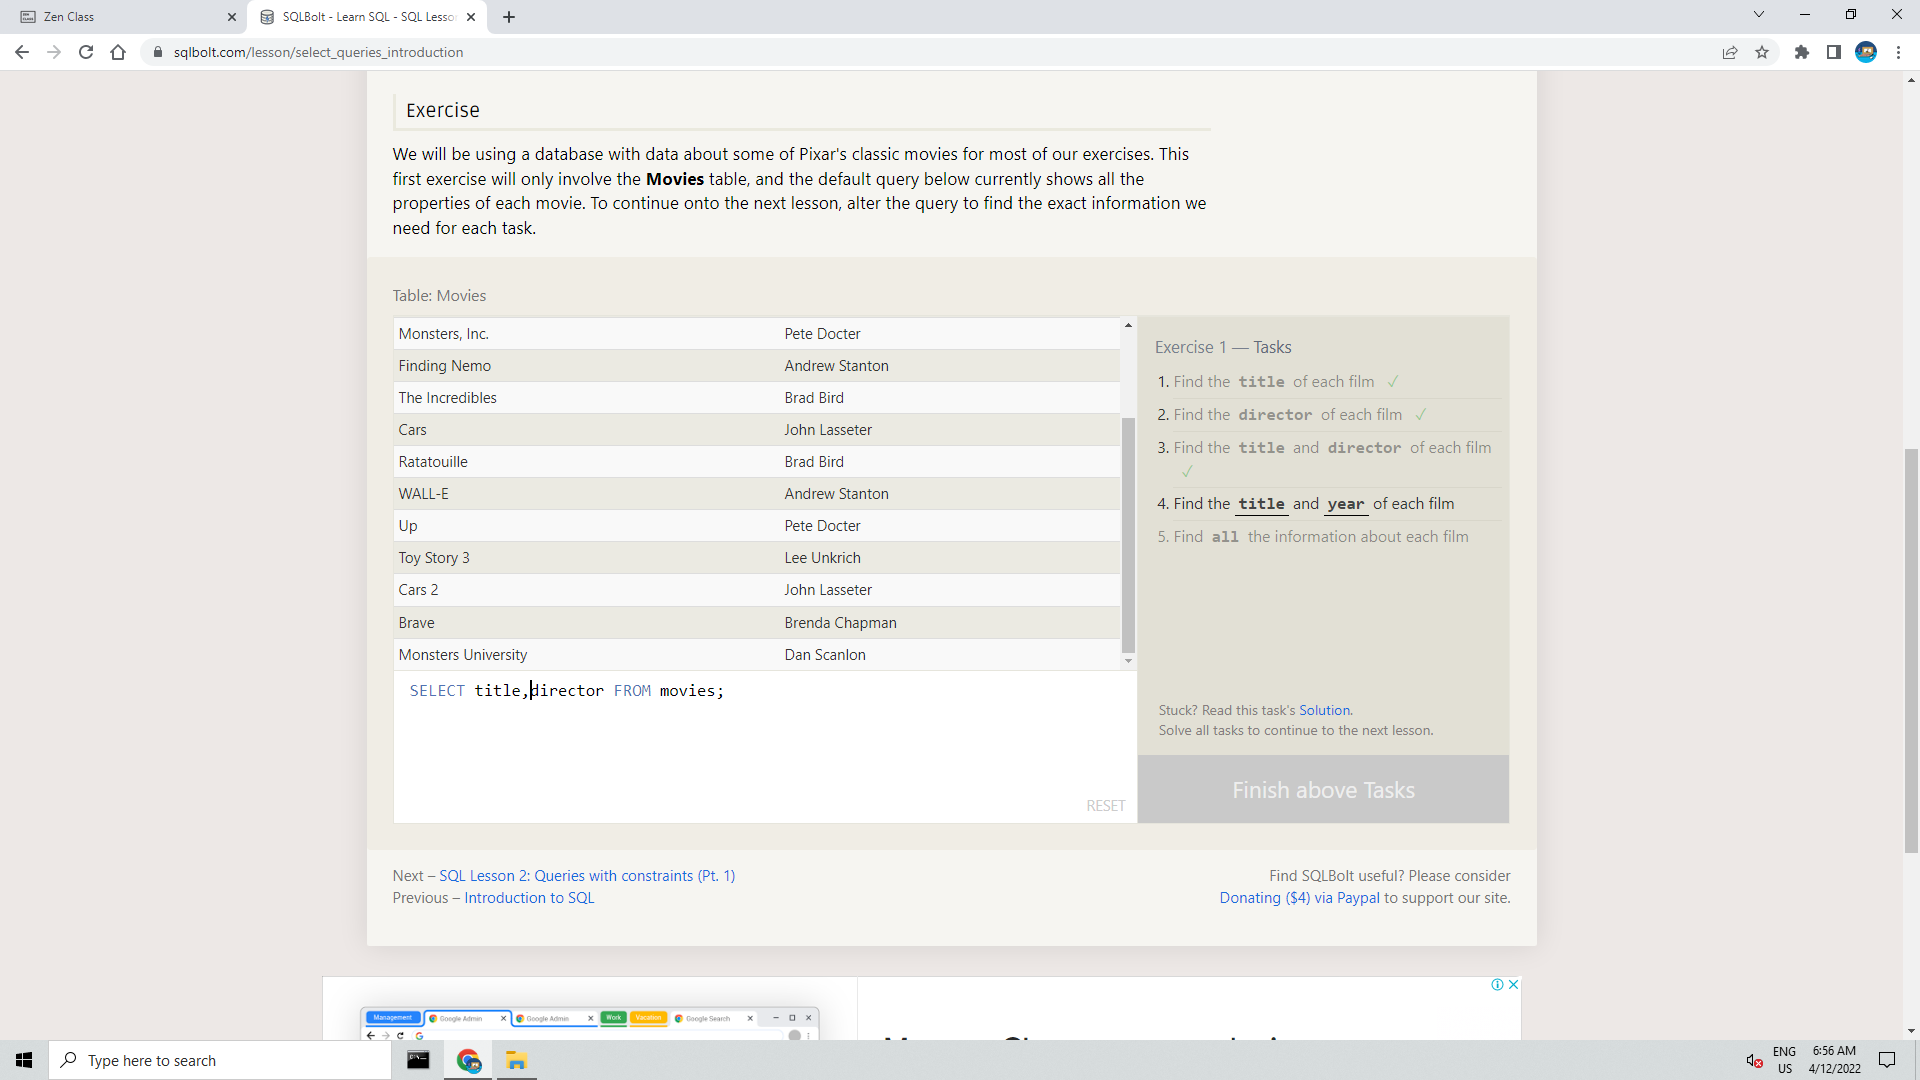 Zen Class
SQLBolt - Learn SQL - SQL Lesso
sqlbolt.com/lesson/select_queries_introduction
Exercise
We will be using a database with data about some of Pixar's classic movies for most of our exercises. This
first exercise will only involve the Movies table, and the default query below currently shows all the
properties of each movie. To continue onto the next lesson, alter the query to find the exact information we
need for each task.
Table: Movies
Monsters, Inc. Pete Docter
Finding Nemo Andrew Stanton
The Incredibles Brad Bird
Cars John Lasseter
Ratatouille Brad Bird
WALL-E Andrew Stanton
Up Pete Docter
Toy Story 3 Lee Unkrich
Cars 2 John Lasseter
Brave Brenda Chapman
Monsters University Dan Scanlon
SELECT title,director FROM movies;
RESET
Exercise 1 — Tasks
1. Find the title of each film ✓
2. Find the director of each film ✓
3. Find the title and director of each film
✓
4. Find the title and year of each film
5. Find all the information about each film
Stuck? Read this task's Solution.
Solve all tasks to continue to the next lesson.
Finish above Tasks
Next – SQL Lesson 2: Queries with constraints (Pt. 1)
Previous – Introduction to SQL
Find SQLBolt useful? Please consider
Donating ($4) via Paypal to support our site.
Management
Google Admin
Google Admin
Work
Vacation
Google Search
Type here to search
ENG
US
6:56 AM
4/12/2022